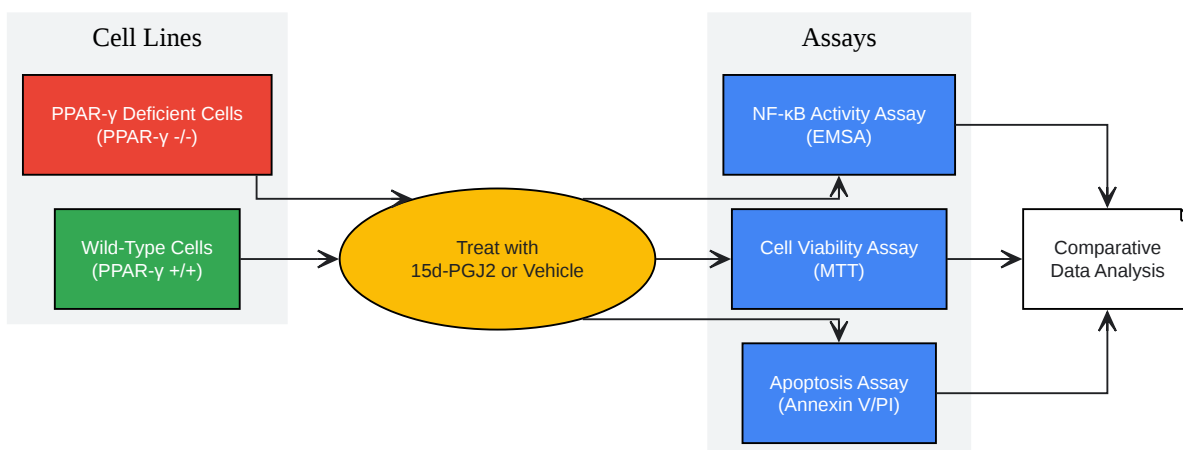 Cell Lines
PPAR-γ Deficient Cells
(PPAR-γ -/-)
Wild-Type Cells
(PPAR-γ +/+)
Treat with
15d-PGJ2 or Vehicle
Assays
NF-κB Activity Assay
(EMSA)
Cell Viability Assay
(MTT)
Apoptosis Assay
(Annexin V/PI)
Comparative
Data Analysis